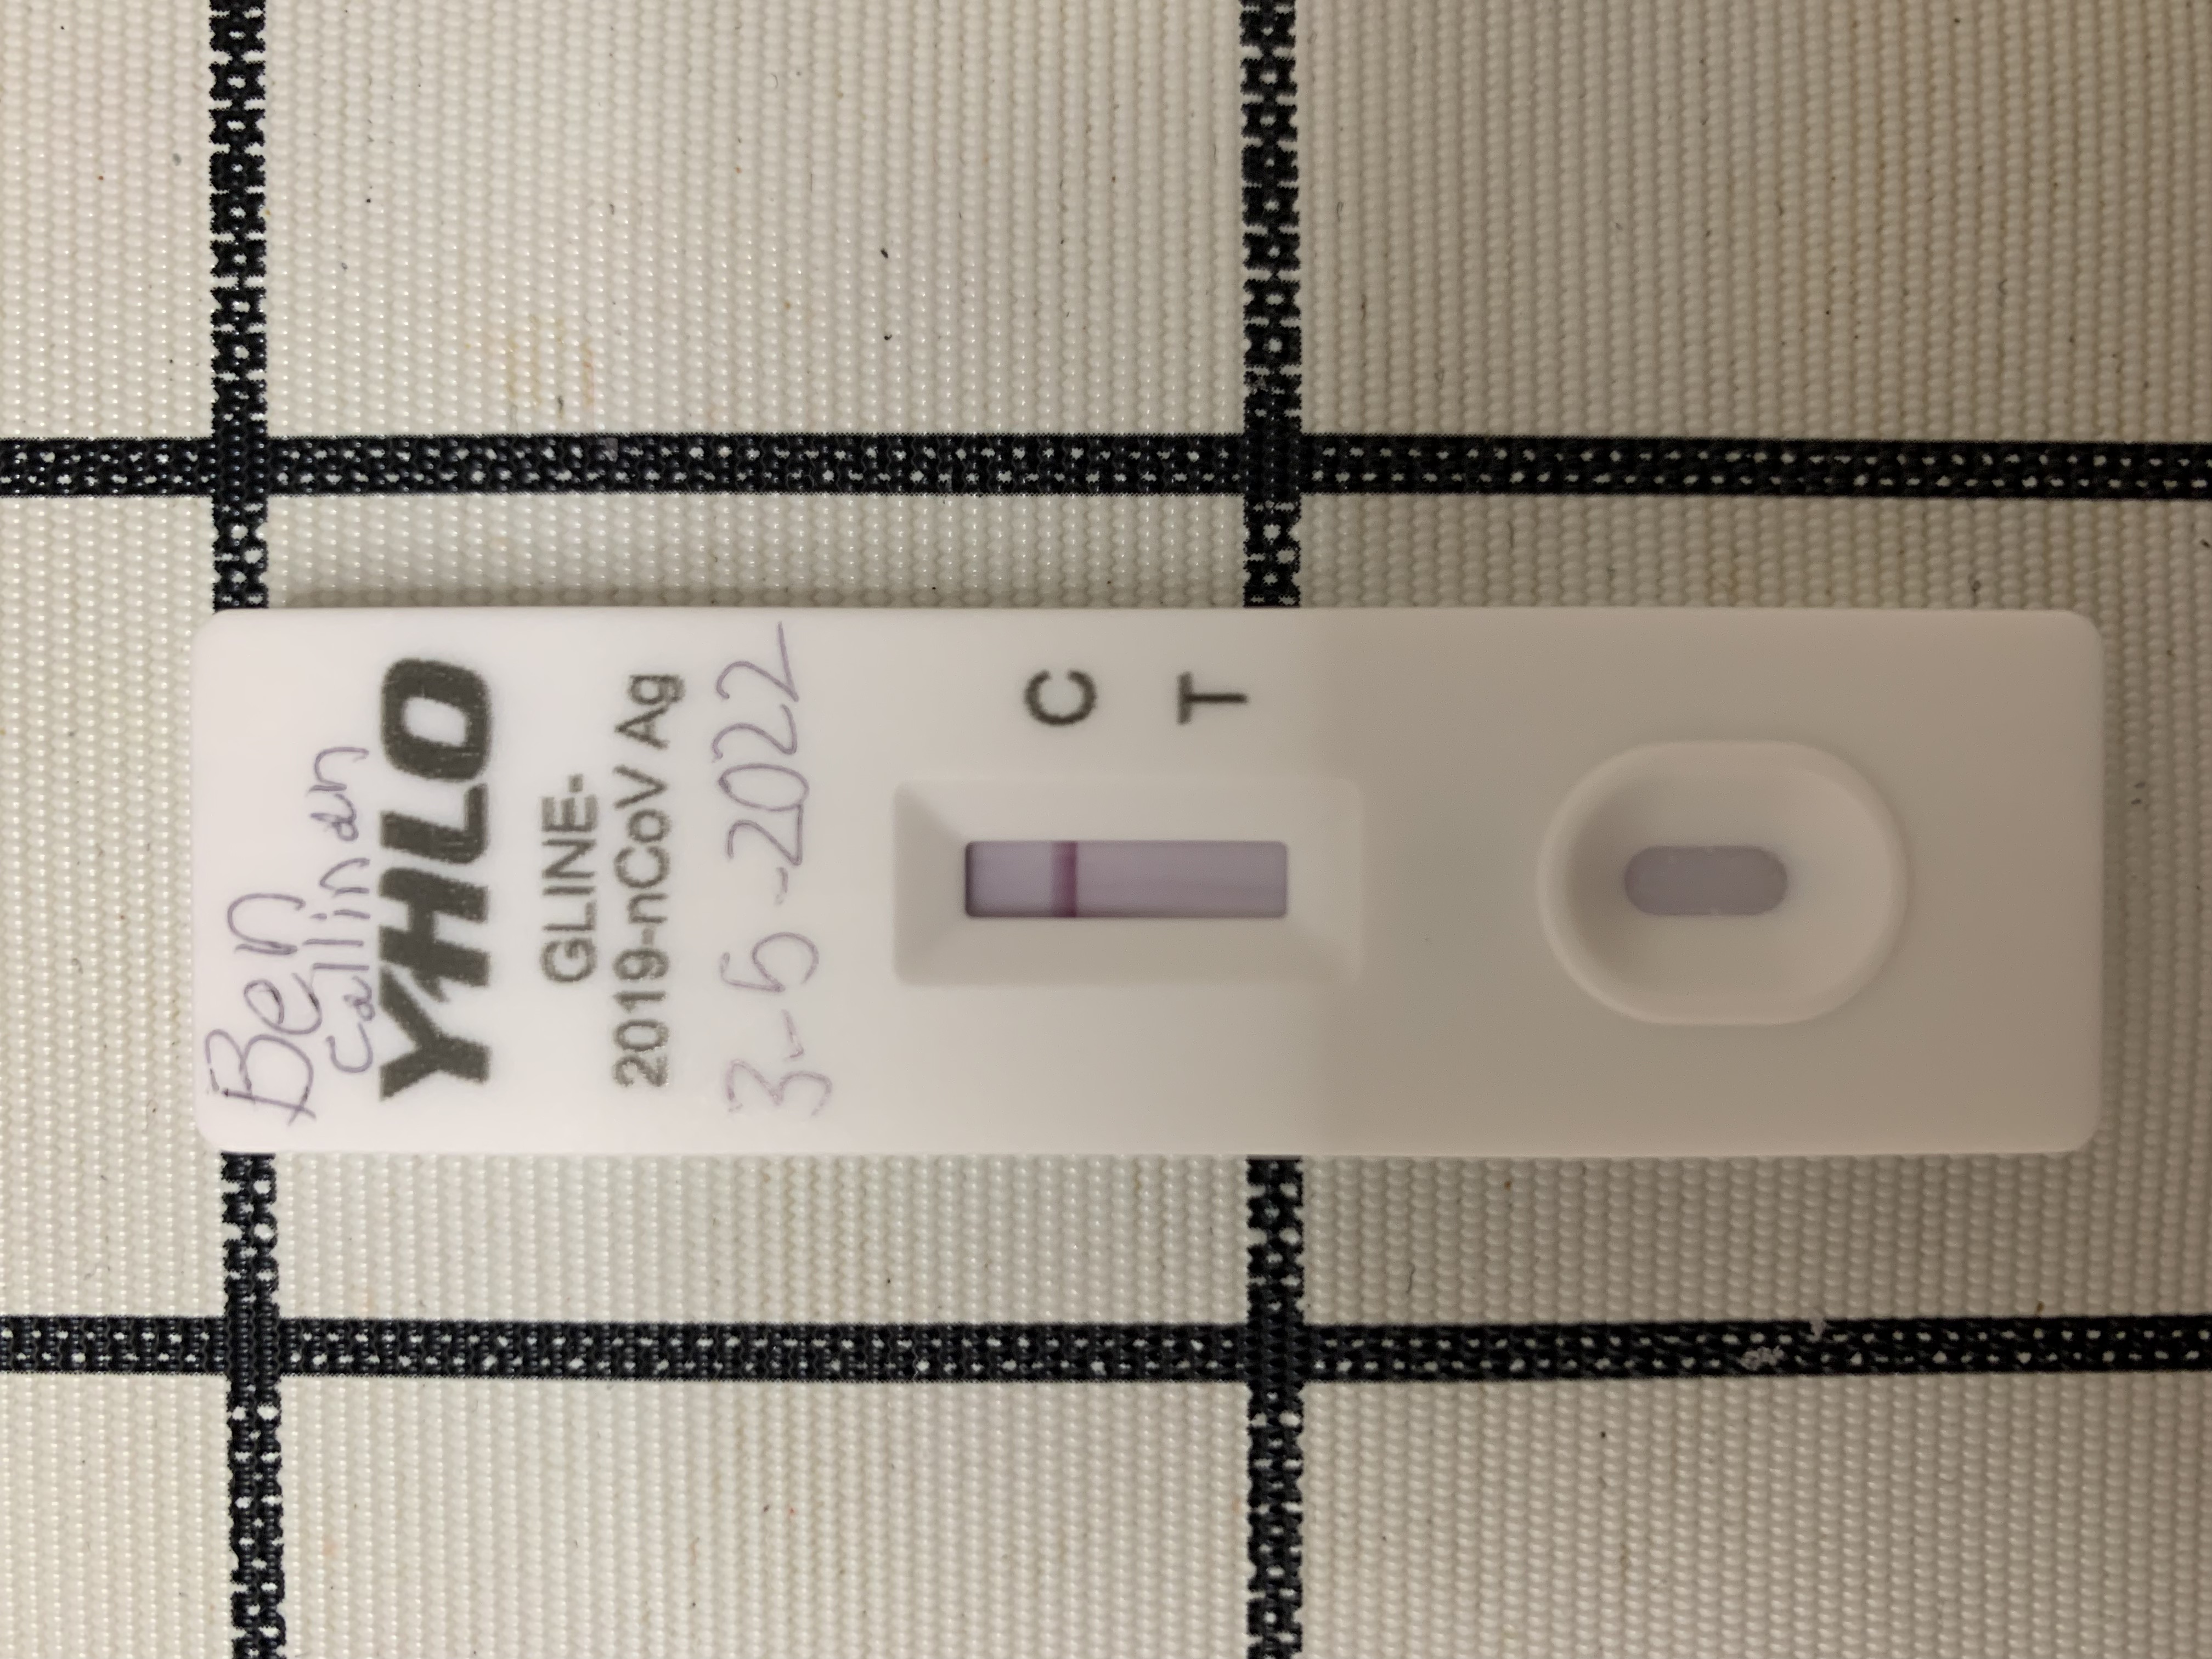 Ben
Callinan
YHLO
GLINE-
2019-nCoV Ag
3-5-2022
C
T